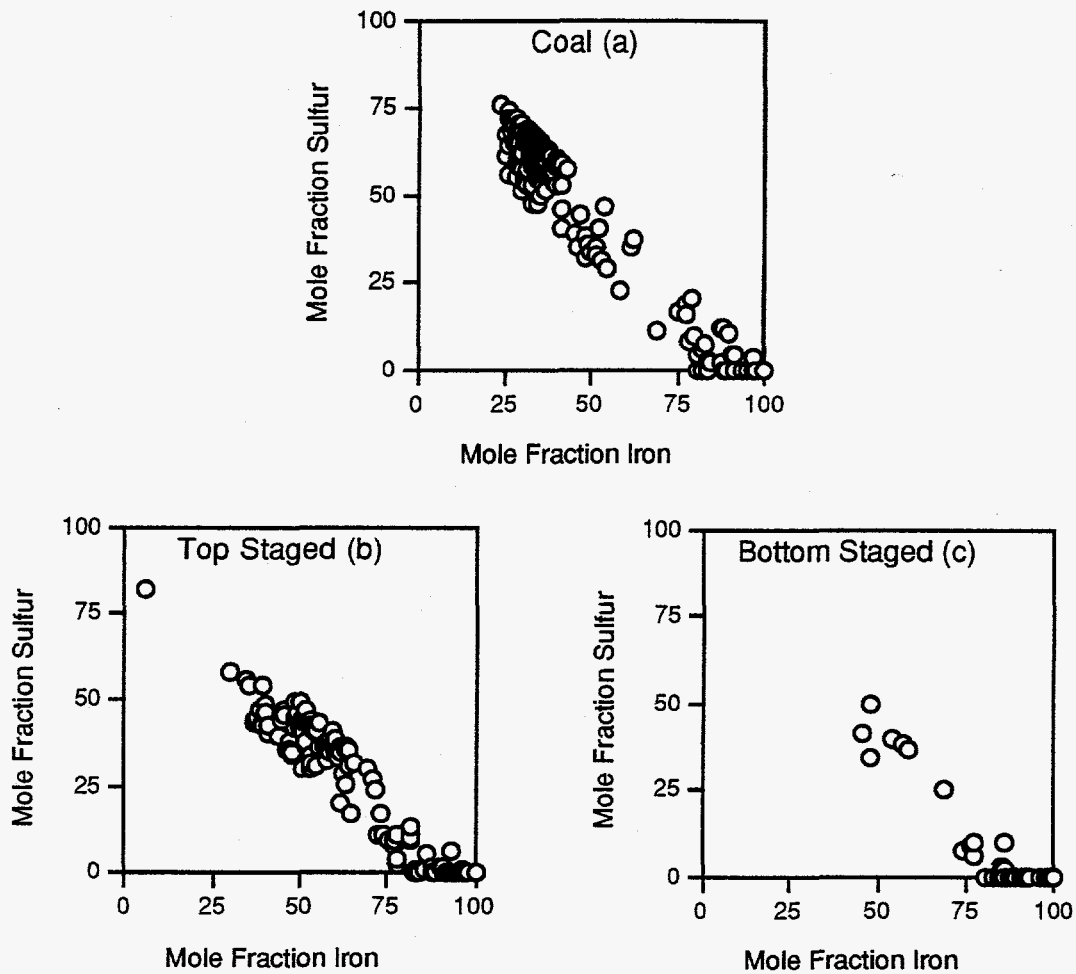 Coal (a)
Mole Fraction Sulfur
100
75
50
25
0
0 25 50 75 100
Mole Fraction Iron
Top Staged (b)
Mole Fraction Sulfur
100
75
50
25
0
0 25 50 75 100
Mole Fraction Iron
Bottom Staged (c)
Mole Fraction Sulfur
100
75
50
25
0
0 25 50 75 100
Mole Fraction Iron